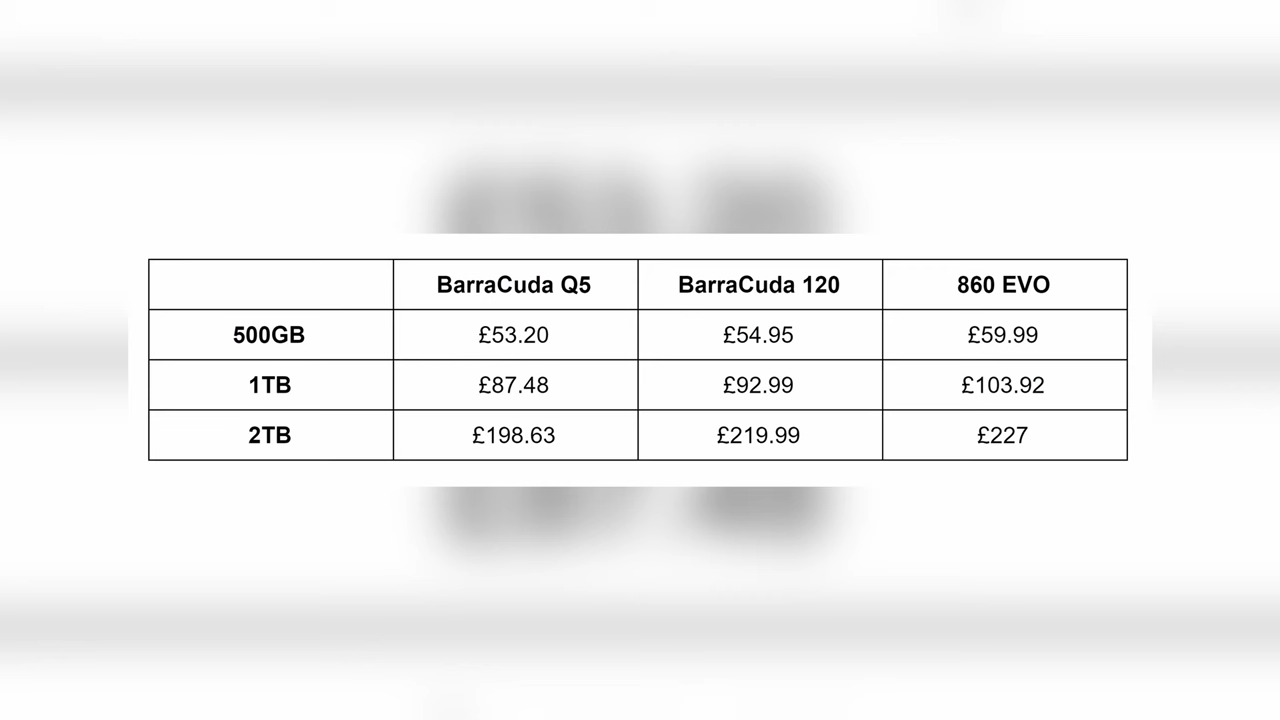 BarraCuda Q5 BarraCuda 120 860 EVO
500GB £53.20 £54.95 £59.99
1TB £87.48 £92.99 £103.92
2TB £198.63 £219.99 £227